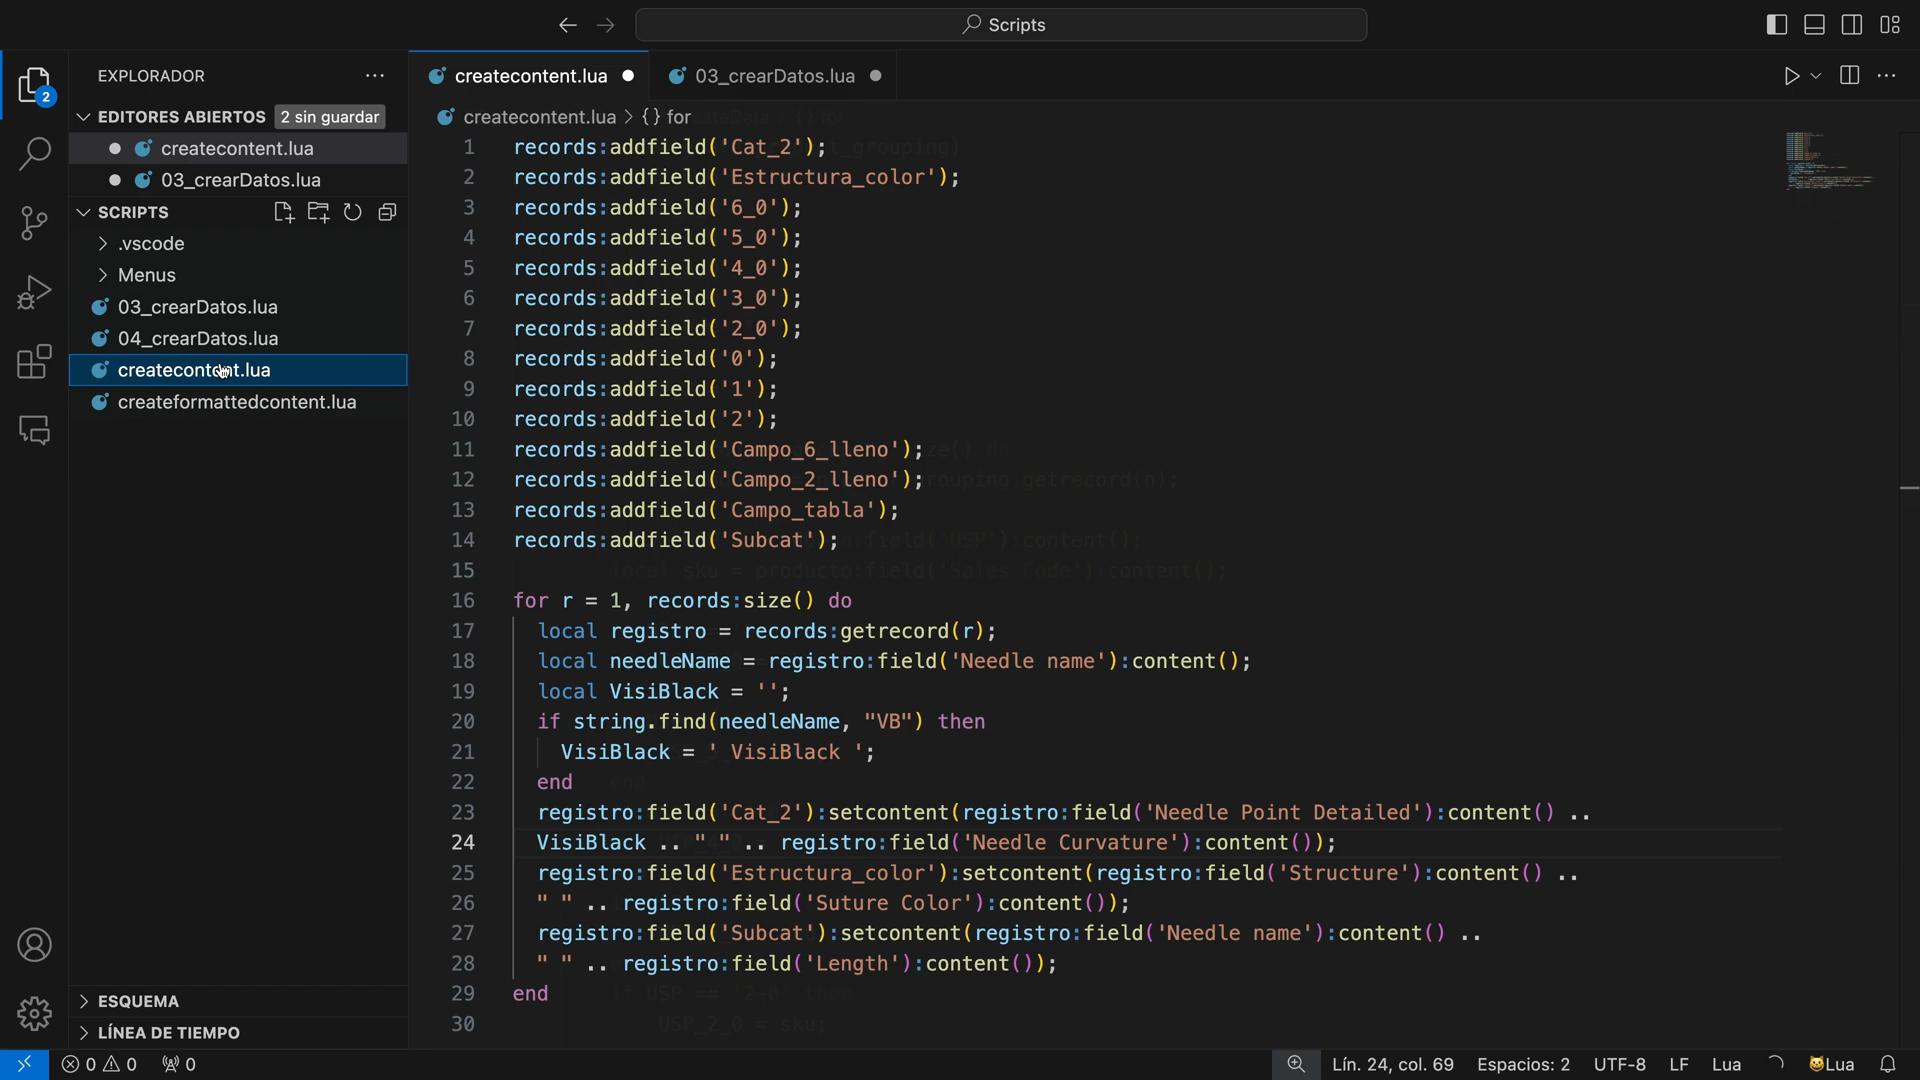 Scripts
EXPLORADOR
EDITORES ABIERTOS 2 sin guardar
createcontent.lua
03_crearDatos.lua
SCRIPTS
.vscode
Menus
03_crearDatos.lua
04_crearDatos.lua
createcontent.lua
createformattedcontent.lua
ESQUEMA
LÍNEA DE TIEMPO
2
createcontent.lua
03_crearDatos.lua
createcontent.lua > {} for
1 records:addfield('Cat_2');
2 records:addfield('Estructura_color');
3 records:addfield('6_0');
4 records:addfield('5_0');
5 records:addfield('4_0');
6 records:addfield('3_0');
7 records:addfield('2_0');
8 records:addfield('0');
9 records:addfield('1');
10 records:addfield('2');
11 records:addfield('Campo_6_lleno');
12 records:addfield('Campo_2_lleno');
13 records:addfield('Campo_tabla');
14 records:addfield('Subcat');
15
16 for r = 1, records:size() do
17 local registro = records:getrecord(r);
18 local needleName = registro:field('Needle name'):content();
19 local VisiBlack = '';
20 if string.find(needleName, "VB") then
21 VisiBlack = ' VisiBlack ';
22 end
23 registro:field('Cat_2'):setcontent(registro:field('Needle Point Detailed'):content() ..
24 VisiBlack .. " ".. registro:field('Needle Curvature'):content());
25 registro:field('Estructura_color'):setcontent(registro:field('Structure'):content() ..
26 " " .. registro:field('Suture Color'):content());
27 registro:field('Subcat'):setcontent(registro:field('Needle name'):content() ..
28 " " .. registro:field('Length'):content());
29 end
30
0 0 0
Lín. 24, col. 69 Espacios: 2 UTF-8 LF Lua Lua